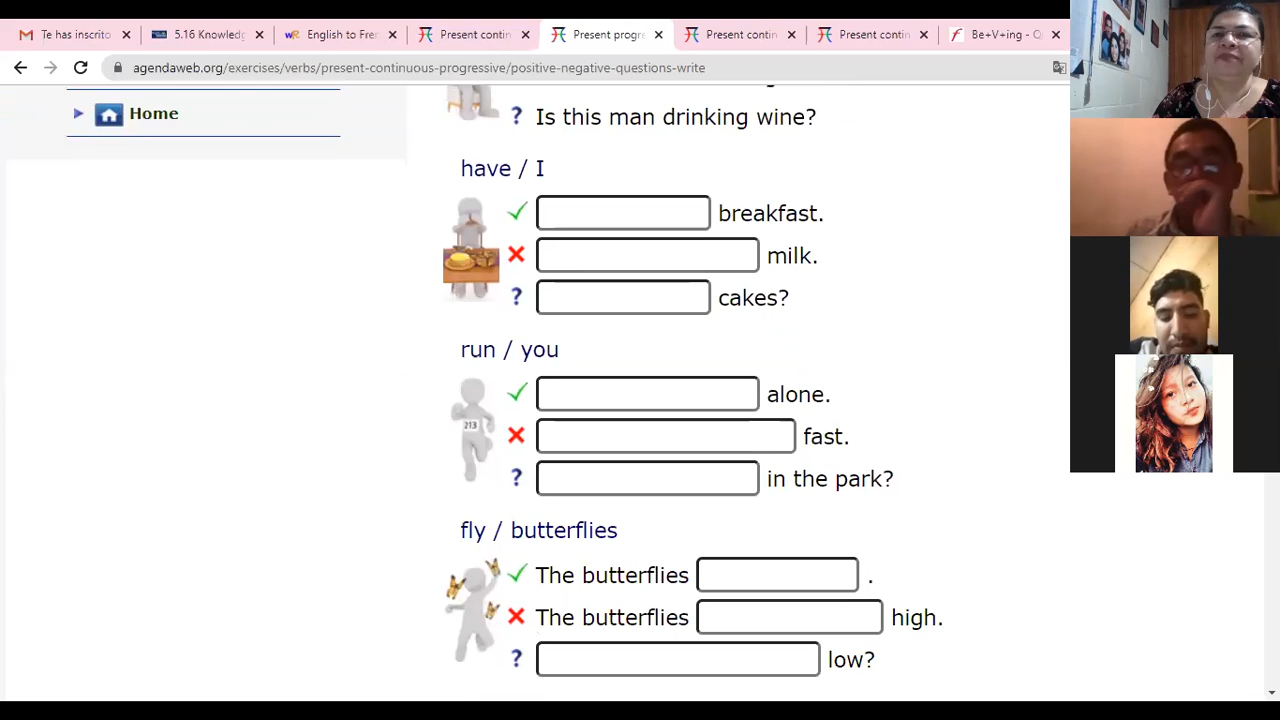 Te has inscrito
5.16 Knowledg
English to Fren
Present contin
Present progre
Present contin
Present contin
Be+V+ing - Q
agendaweb.org/exercises/verbs/present-continuous-progressive/positive-negative-questions-write
Home
? Is this man drinking wine?
have / I
breakfast.
milk.
? cakes?
run / you
213
alone.
fast.
? in the park?
fly / butterflies
The butterflies .
The butterflies high.
? low?